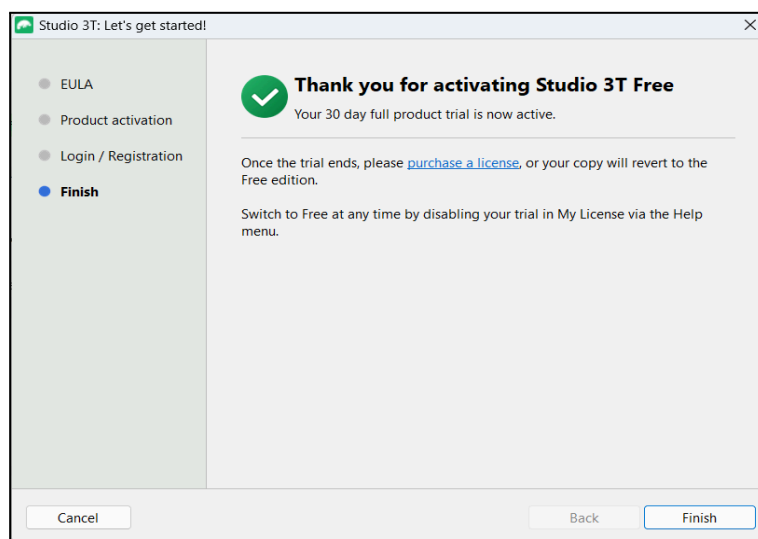 Studio 3T: Let's get started!
EULA
Product activation
Login / Registration
Finish
Thank you for activating Studio 3T Free
Your 30 day full product trial is now active.
Once the trial ends, please purchase a license, or your copy will revert to the
Free edition.
Switch to Free at any time by disabling your trial in My License via the Help
menu.
Cancel
Back
Finish